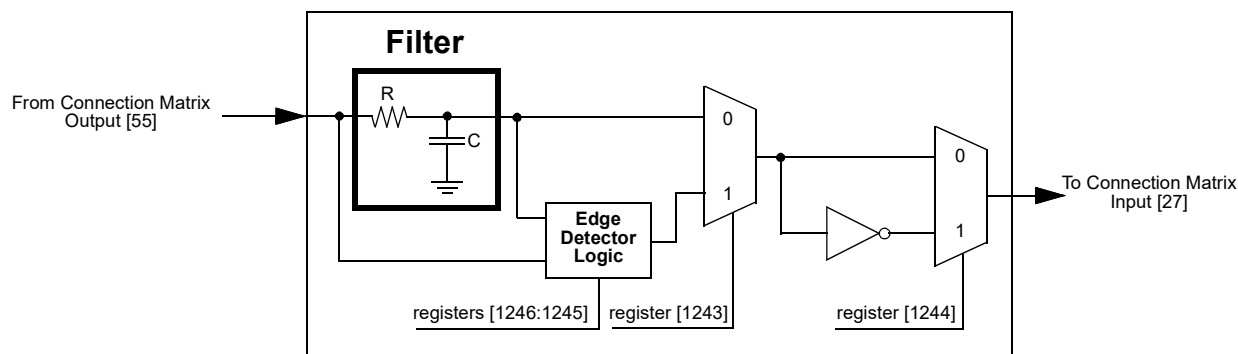 Filter
From Connection Matrix
Output [55]
R
C
0
1
Edge
Detector
Logic
0
1
To Connection Matrix
Input [27]
registers [1246:1245]
register [1243]
register [1244]